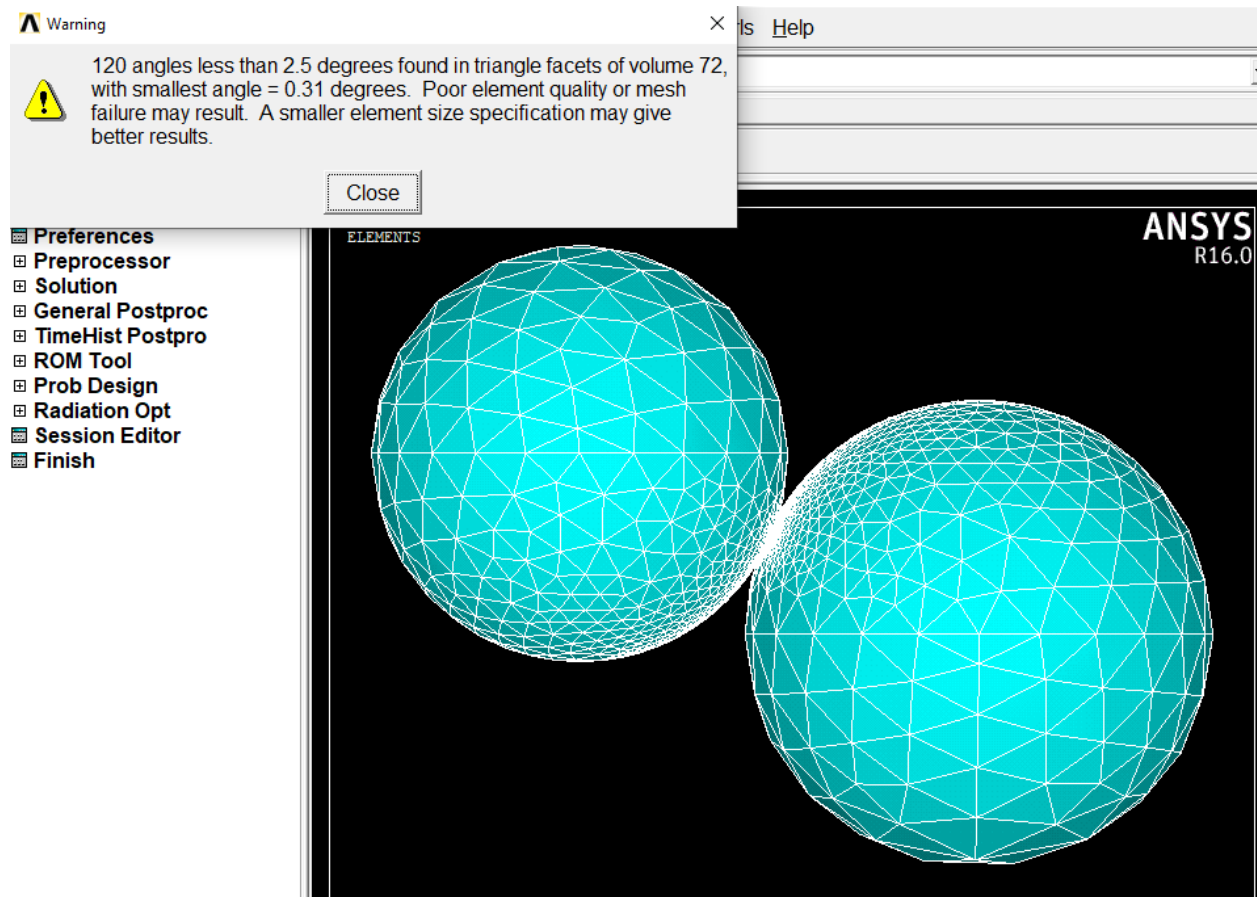 Warning
ls Help
120 angles less than 2.5 degrees found in triangle facets of volume 72,
with smallest angle = 0.31 degrees. Poor element quality or mesh
failure may result. A smaller element size specification may give
better results.
Close
Preferences
Preprocessor
Solution
General Postproc
TimeHist Postpro
ROM Tool
Prob Design
Radiation Opt
Session Editor
Finish
ELEMENTS
ANSYS
R16.0